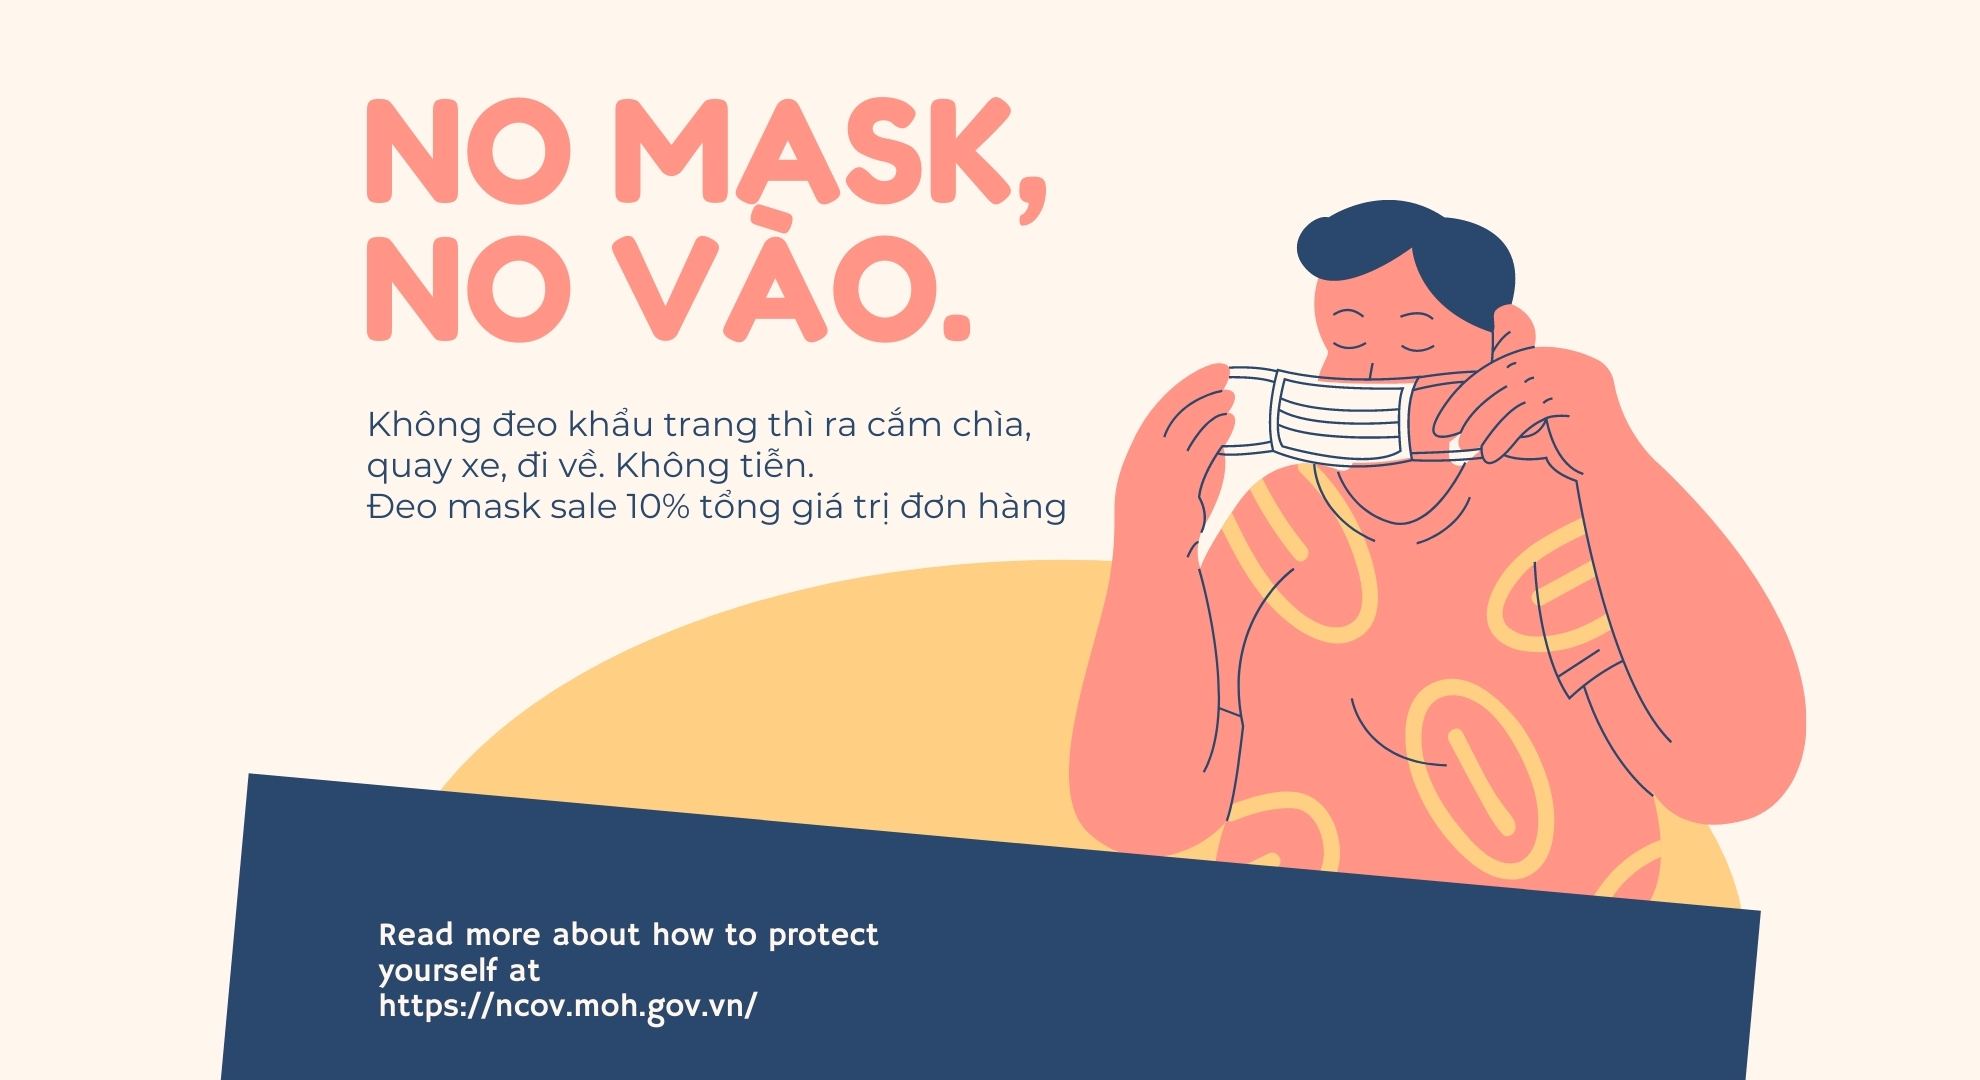 NO MASK,
NO VÀO.
Không đeo khẩu trang thì ra cắm chìa,
quay xe, đi về. Không tiễn.
Đeo mask sale 10% tổng giá trị đơn hàng
Read more about how to protect
yourself at
https://ncov.moh.gov.vn/